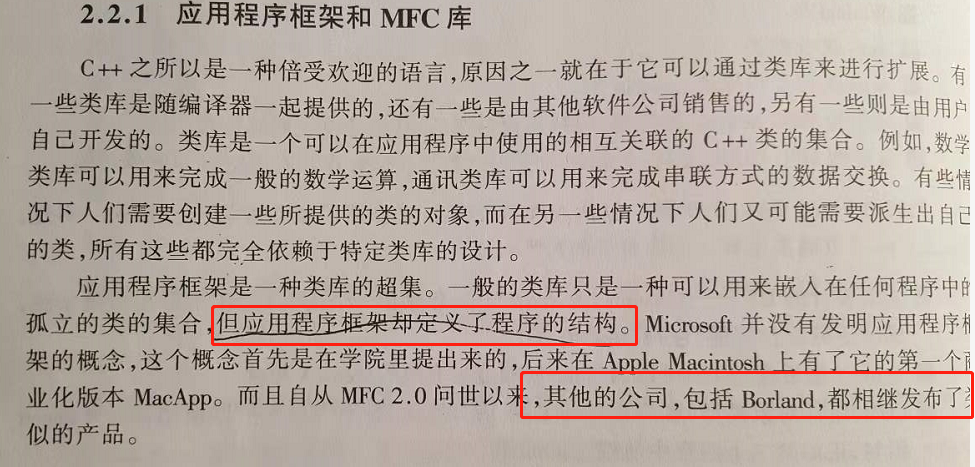 2.2.1 应用程序框架和 MFC 库
C++ 之所以是一种倍受欢迎的语言,原因之一就在于它可以通过类库来进行扩展。有
一些类库是随编译器一起提供的,还有一些是由其他软件公司销售的,另有一些则是由用户
自己开发的。类库是一个可以在应用程序中使用的相互关联的 C++ 类的集合。例如,数学
类库可以用来完成一般的数学运算,通讯类库可以用来完成串联方式的数据交换。有些情
况下人们需要创建一些所提供的类的对象,而在另一些情况下人们又可能需要派生出自己
的类,所有这些都完全依赖于特定类库的设计。
应用程序框架是一种类库的超集。一般的类库只是一种可以用来嵌入在任何程序中的
孤立的类的集合,但应用程序框架却定义了程序的结构。Microsoft 并没有发明应用程序框
架的概念,这个概念首先是在学院里提出来的,后来在 Apple Macintosh 上有了它的第一个
业化版本 MacApp。而且自从 MFC 2.0 问世以来,其他的公司,包括 Borland,都相继发布了
似的产品。